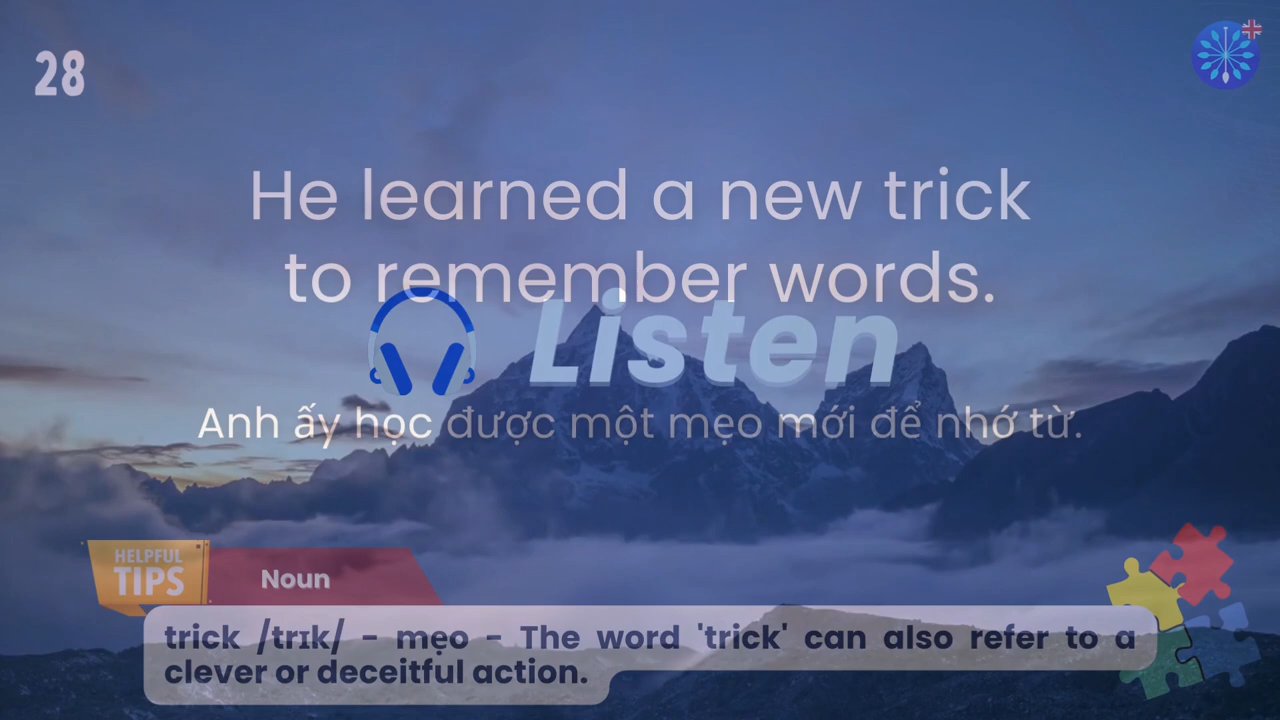 28
He learned a new trick
to remember words.
Listen
Anh ấy học được một mẹo mới để nhớ từ.
HELPFUL
TIPS
Noun
trick /trɪk/ - mẹo - The word 'trick' can also refer to a
clever or deceitful action.